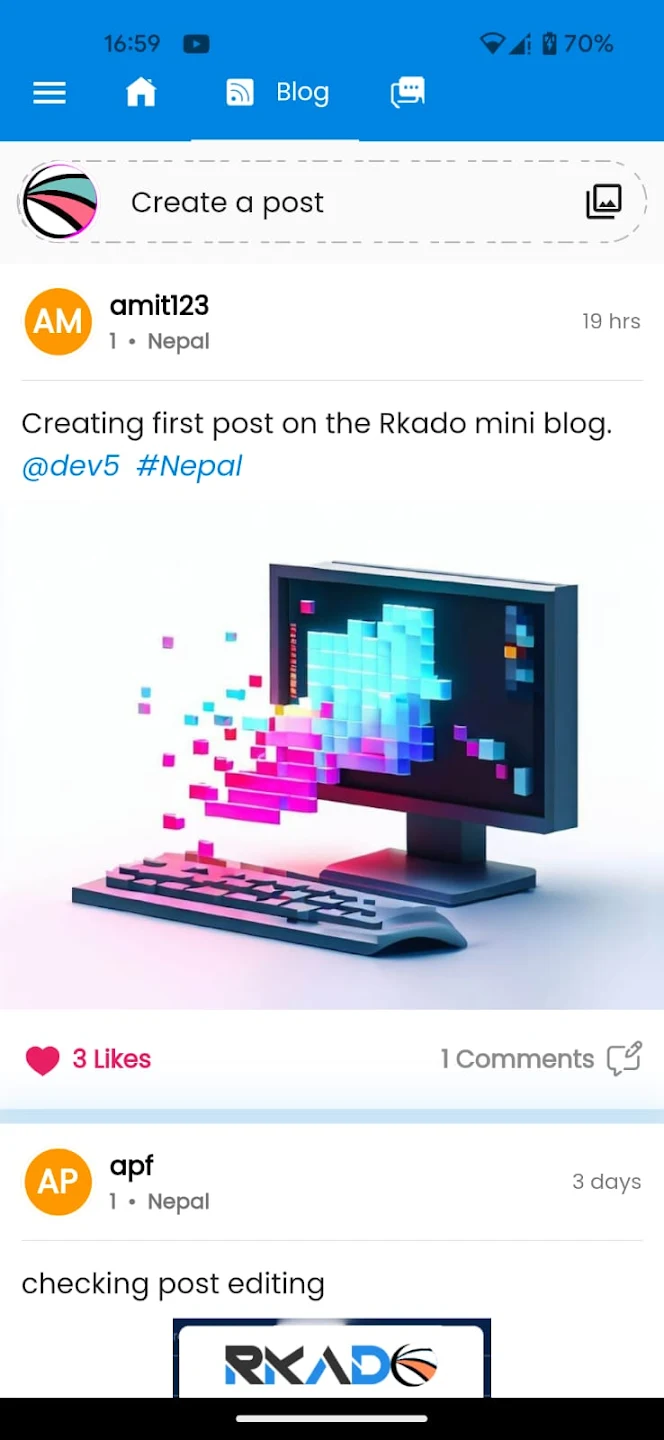 16:59
70%
Blog
Create a post
AM
amit123
19 hrs
1 • Nepal
Creating first post on the Rkado mini blog.
@dev5 #Nepal
3 Likes
1 Comments
AP
apf
3 days
1 • Nepal
checking post editing
RKADO